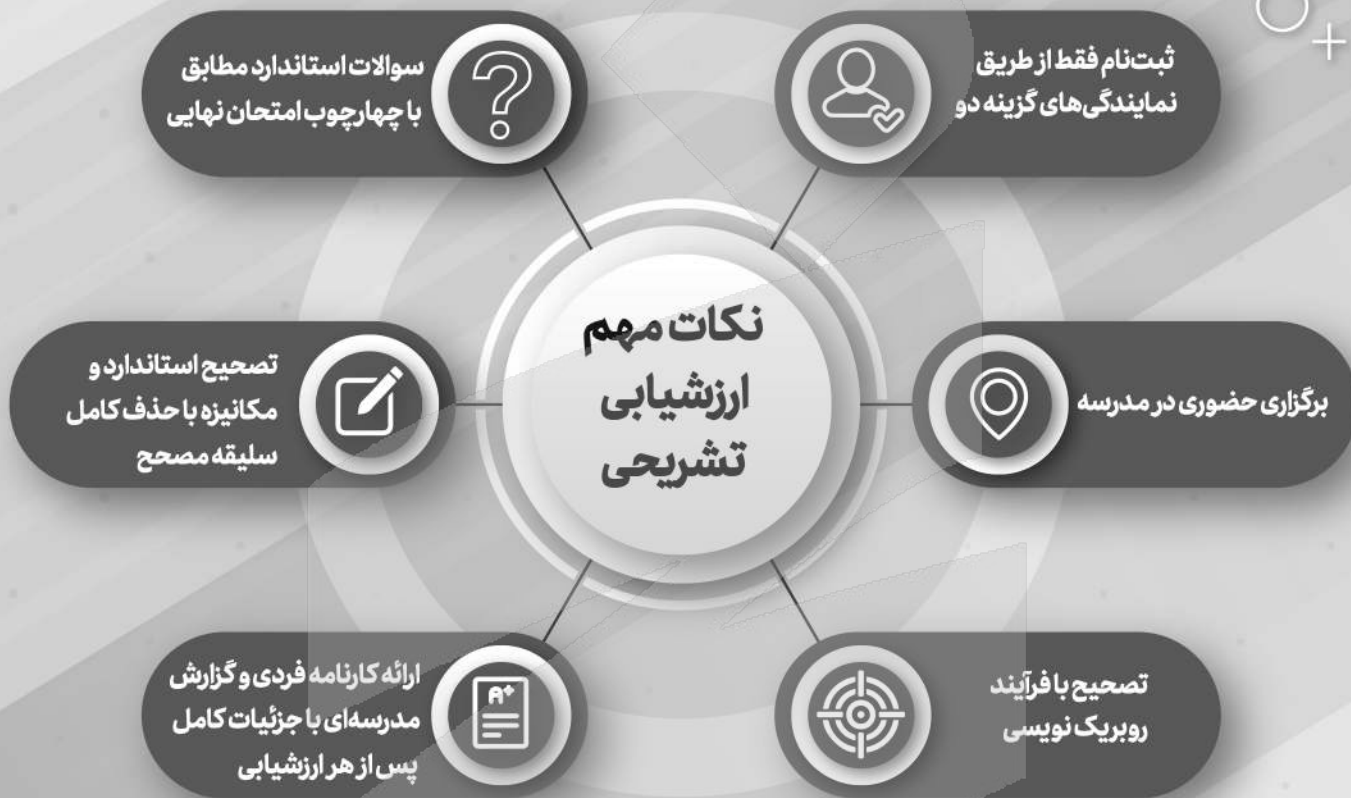 نکات مهم
ارزشیابی
تشریحی
ثبت‌نام فقط از طریق
نمایندگی‌های گزینه دو
سوالات استاندارد مطابق
با چهارچوب امتحان نهایی
برگزاری حضوری در مدرسه
تصحیح استاندارد و
مکانیزه با حذف کامل
سلیقه مصحح
تصحیح با فرآیند
روبریک نویسی
ارائه کارنامه فردی و گزارش
مدرسه‌ای با جزئیات کامل
پس از هر ارزشیابی
A+